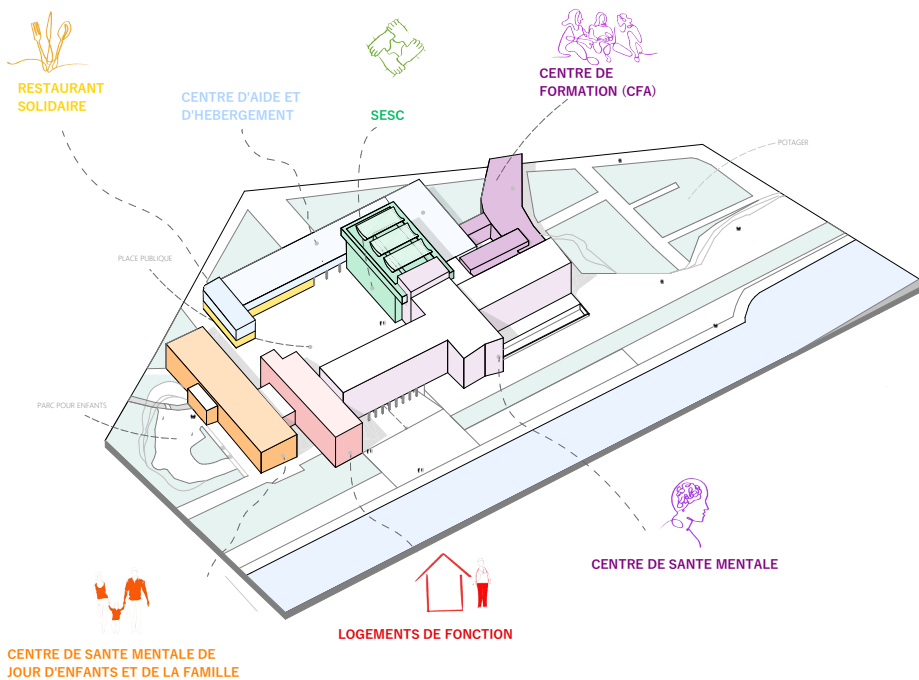 RESTAURANT
SOLIDAIRE
CENTRE D'AIDE ET
D'HEBERGEMENT
SESC
CENTRE DE
FORMATION (CFA)
POTAGER
PLACE PUBLIQUE
PARC POUR ENFANTS
CENTRE DE SANTE MENTALE
LOGEMENTS DE FONCTION
CENTRE DE SANTE MENTALE DE
JOUR D'ENFANTS ET DE LA FAMILLE